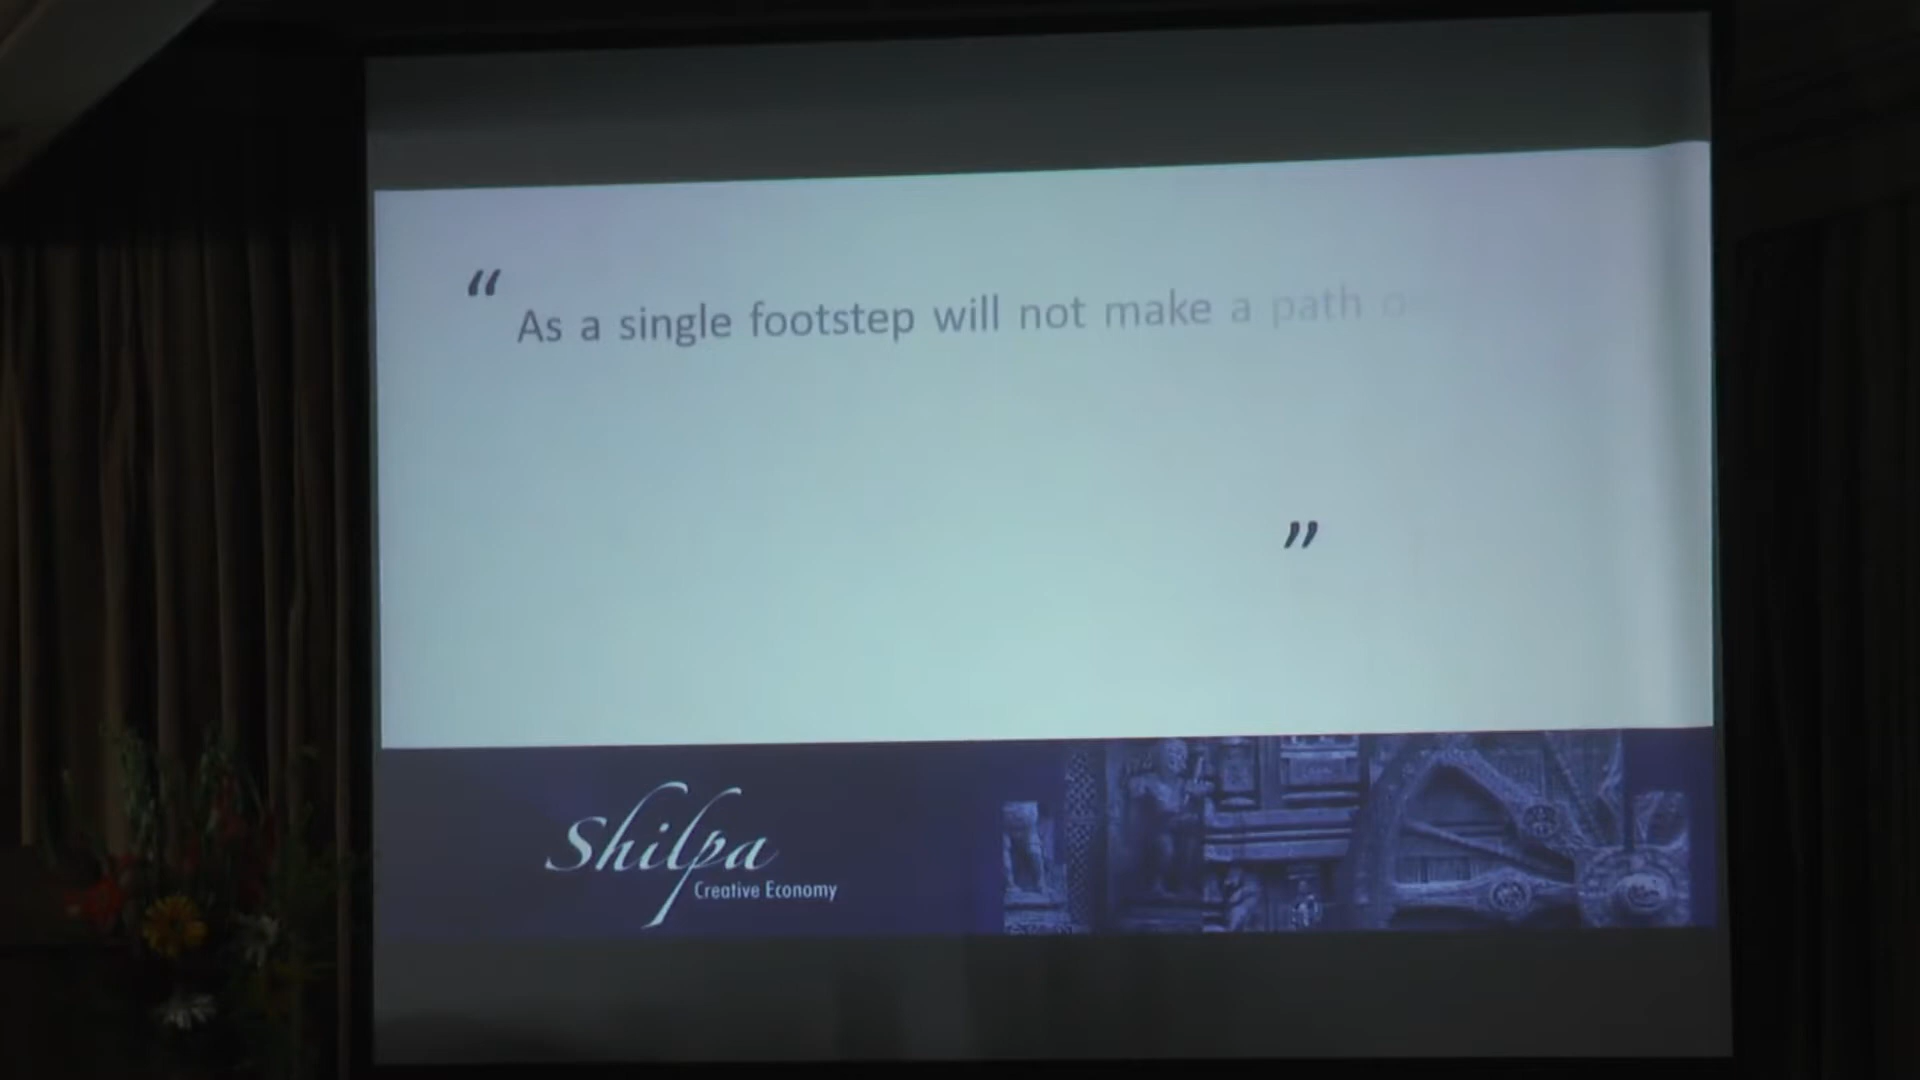 “ As a single footstep will not make a path o
”
Shilpa
Creative Economy